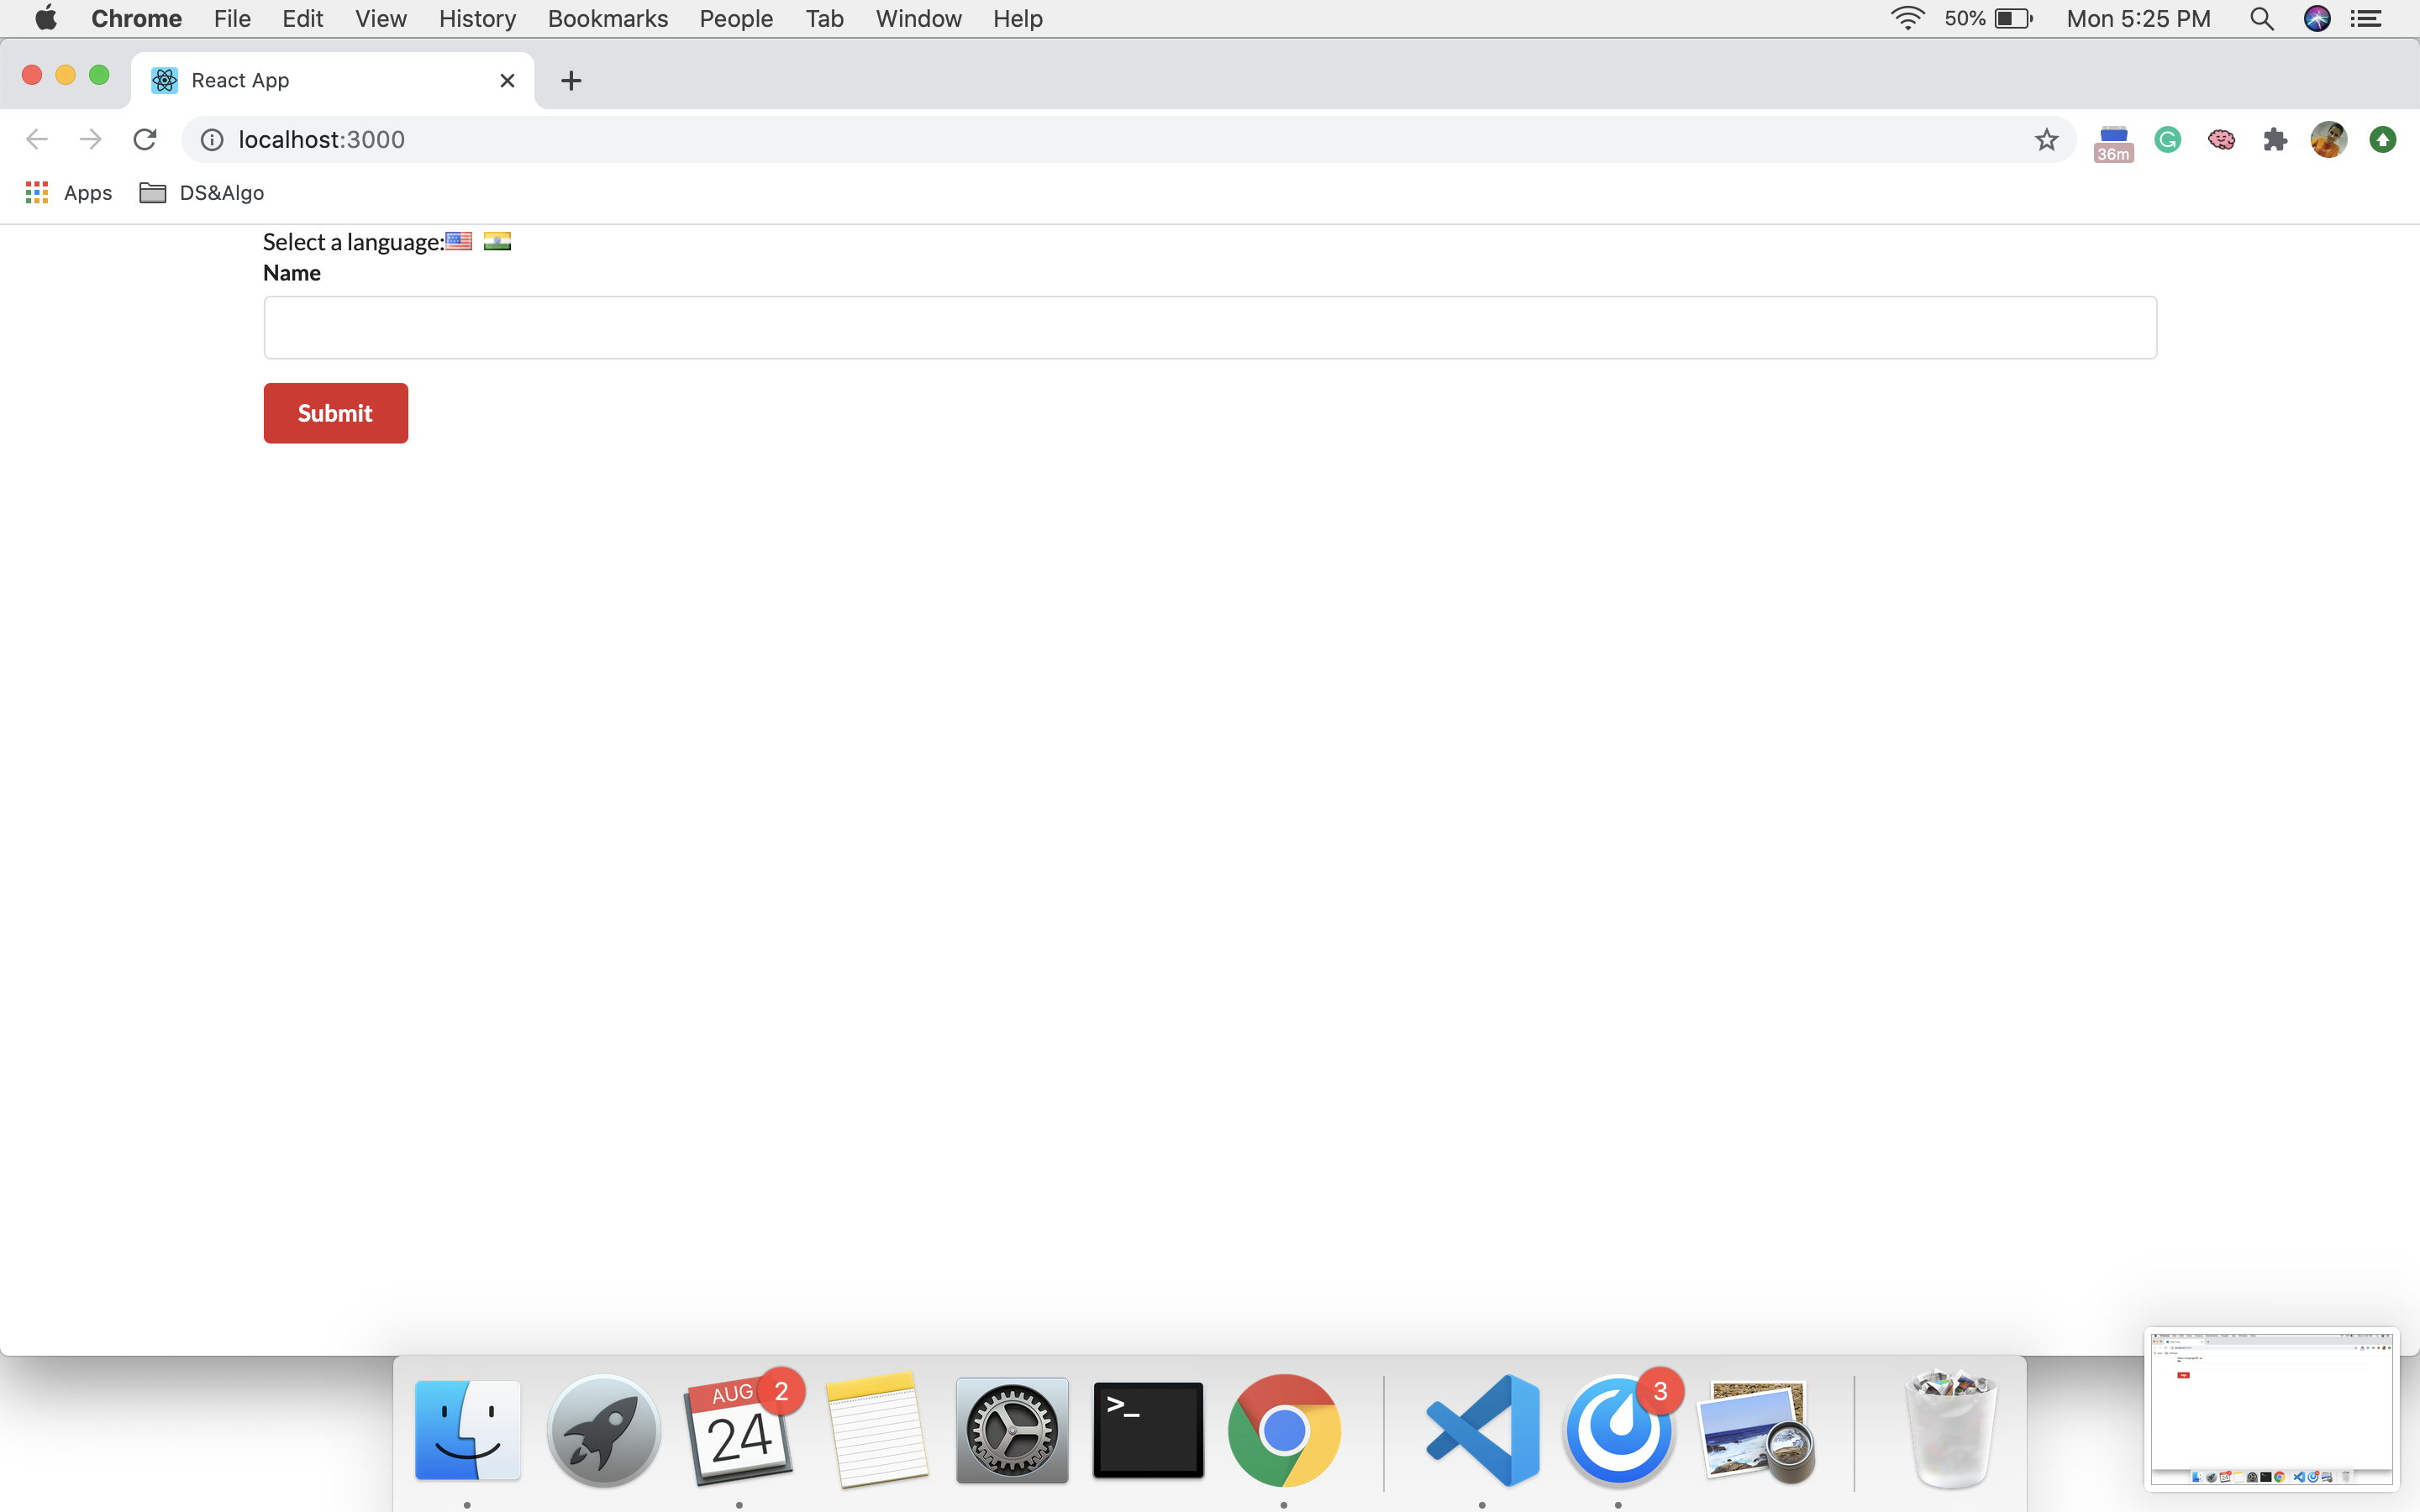 Chrome File Edit View History Bookmarks People Tab Window Help 50% Mon 5:25 PM
React App
localhost:3000
36m
Apps DS&Algo
Select a language:
Name
Submit
AUG 2 3
24
>_